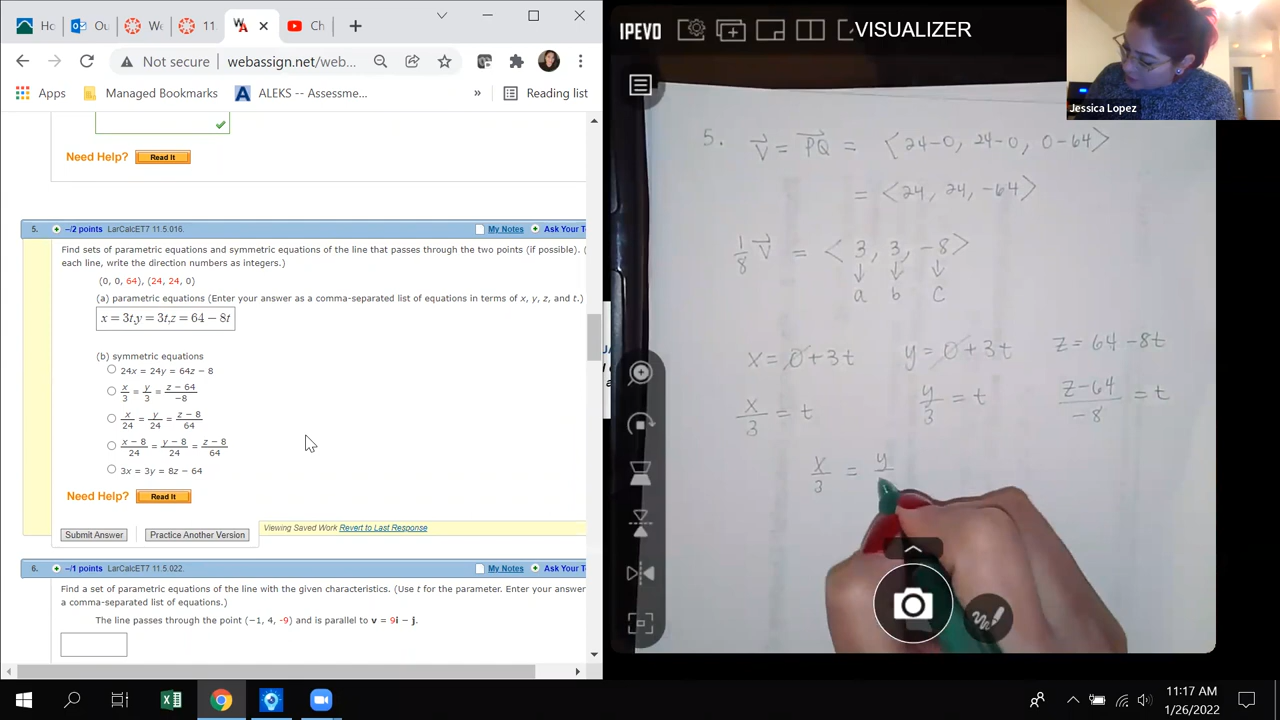 Ho
Ou
We
11
Ch
Not secure
webassign.net/web...
Apps
Managed Bookmarks
ALEKS -- Assessme...
»
Reading list
Need Help? Read It
5. –/2 points LarCalcET7 11.5.016. My Notes Ask Your T
Find sets of parametric equations and symmetric equations of the line that passes through the two points (if possible). (
each line, write the direction numbers as integers.)
(0, 0, 64), (24, 24, 0)
(a) parametric equations (Enter your answer as a comma-separated list of equations in terms of x, y, z, and t.)
x = 3t,y = 3t,z = 64 − 8t
(b) symmetric equations
24x = 24y = 64z − 8
x/3 = y/3 = (z − 64)/−8
x/24 = y/24 = (z − 8)/64
(x − 8)/24 = (y − 8)/24 = (z − 8)/64
3x = 3y = 8z − 64
Need Help? Read It
Viewing Saved Work Revert to Last Response
Submit Answer Practice Another Version
6. –/1 points LarCalcET7 11.5.022. My Notes Ask Your T
Find a set of parametric equations of the line with the given characteristics. (Use t for the parameter. Enter your answer
a comma-separated list of equations.)
The line passes through the point (−1, 4, -9) and is parallel to v = 9i − j.
IPEVO VISUALIZER
Jessica Lopez
5. V = PQ = <24-0, 24-0, 0-64>
= <24, 24, -64>
1/8 V = <3, 3, -8>
a b c
x = 0+3t y = 0+3t z = 64-8t
x/3 = t y/3 = t (z-64)/-8 = t
x/3 = y
11:17 AM
1/26/2022